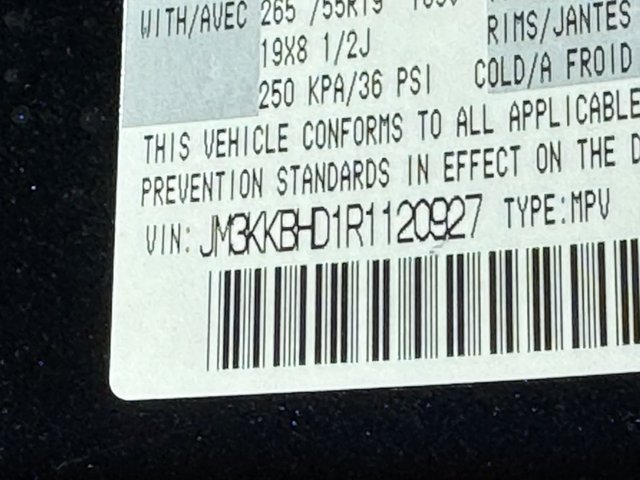 WITH/AVEC 265 /55R19 RIMS/JANTES
19X8 1/2J
250 KPA/36 PSI COLD/A FROID
THIS VEHICLE CONFORMS TO ALL APPLICABLE
PREVENTION STANDARDS IN EFFECT ON THE D
VIN: JM3KKBHD1R1120927 TYPE:MPV